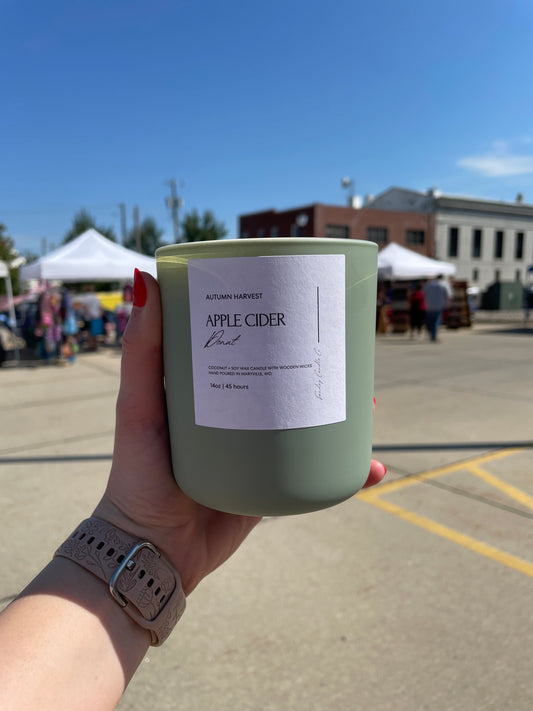 AUTUMN HARVEST
APPLE CIDER
Donut
COCONUT + SOY WAX CANDLE WITH WOODEN WICKS
HAND POURED IN MARYVILLE, MO
14oz | 45 hours